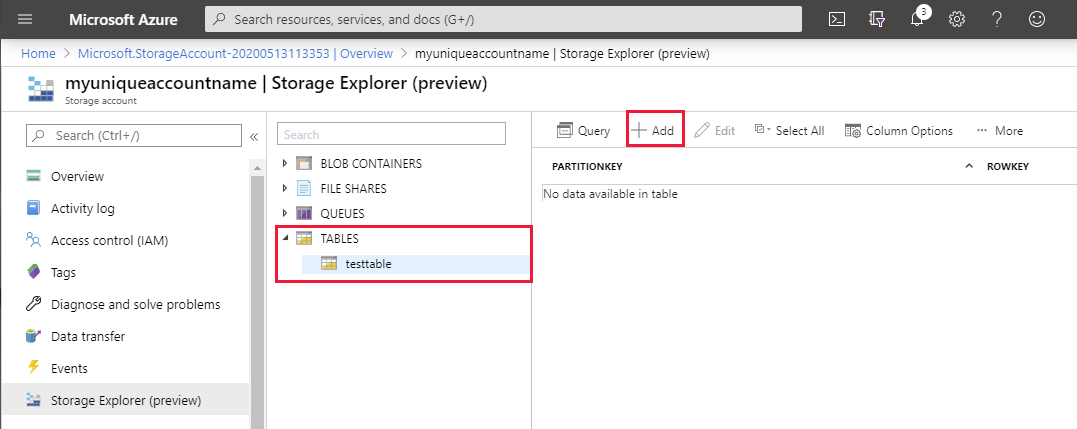 Microsoft Azure
Search resources, services, and docs (G+/)
3
Home > Microsoft.StorageAccount-20200513113353 | Overview > myuniqueaccountname | Storage Explorer (preview)
myuniqueaccountname | Storage Explorer (preview)
Storage account
Search (Ctrl+/)
«
Overview
Activity log
Access control (IAM)
Tags
Diagnose and solve problems
Data transfer
Events
Storage Explorer (preview)
Search
BLOB CONTAINERS
FILE SHARES
QUEUES
TABLES
testtable
Query
Add
Edit
Select All
Column Options
More
PARTITIONKEY
ROWKEY
No data available in table